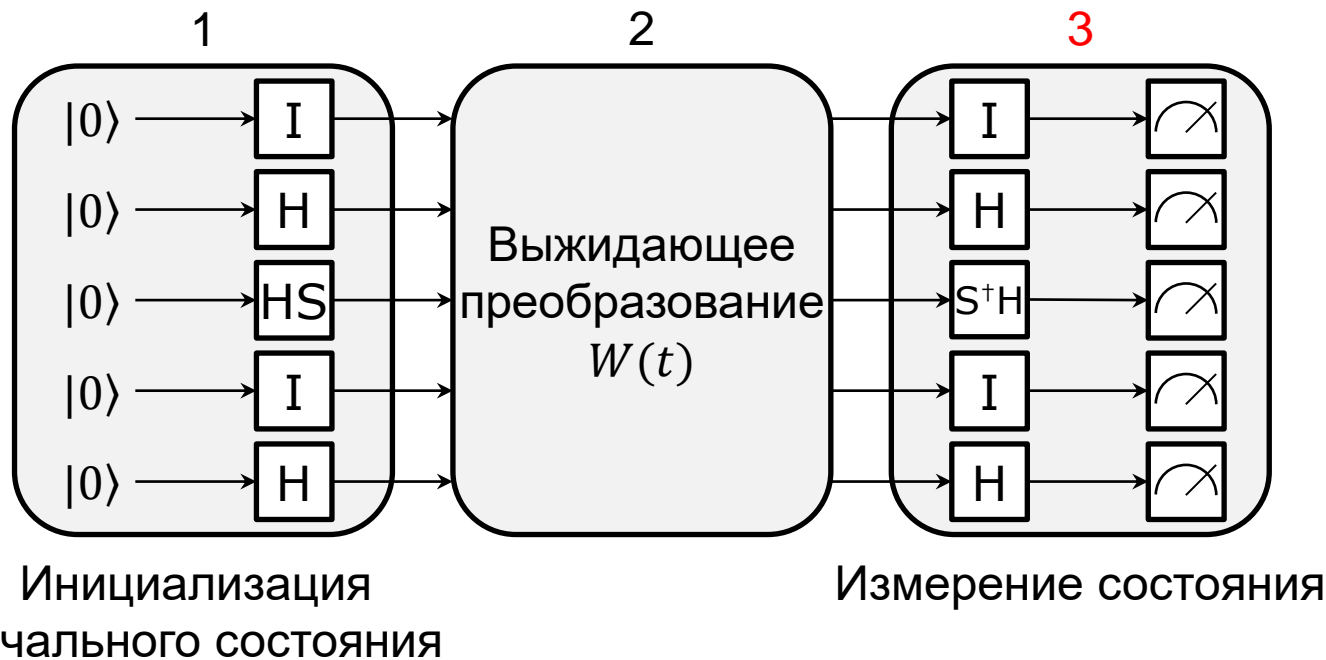 1 2 3
|0⟩ I I
|0⟩ H H
|0⟩ HS S†H
|0⟩ I I
|0⟩ H H
Выжидающее
преобразование
W(t)
Инициализация
чального состояния
Измерение состояния